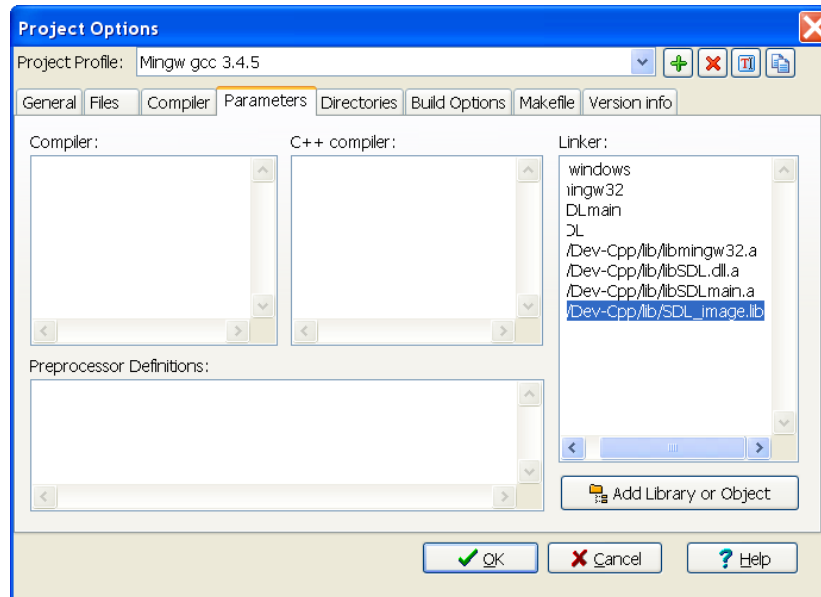 Project Options
Project Profile: Mingw gcc 3.4.5
General Files Compiler Parameters Directories Build Options Makefile Version info
Compiler: C++ compiler: Linker:
windows
ingw32
DLmain
DL
/Dev-Cpp/lib/libmingw32.a
/Dev-Cpp/lib/libSDL.dll.a
/Dev-Cpp/lib/libSDLmain.a
/Dev-Cpp/lib/SDL_image.lib
Preprocessor Definitions:
Add Library or Object
OK Cancel Help